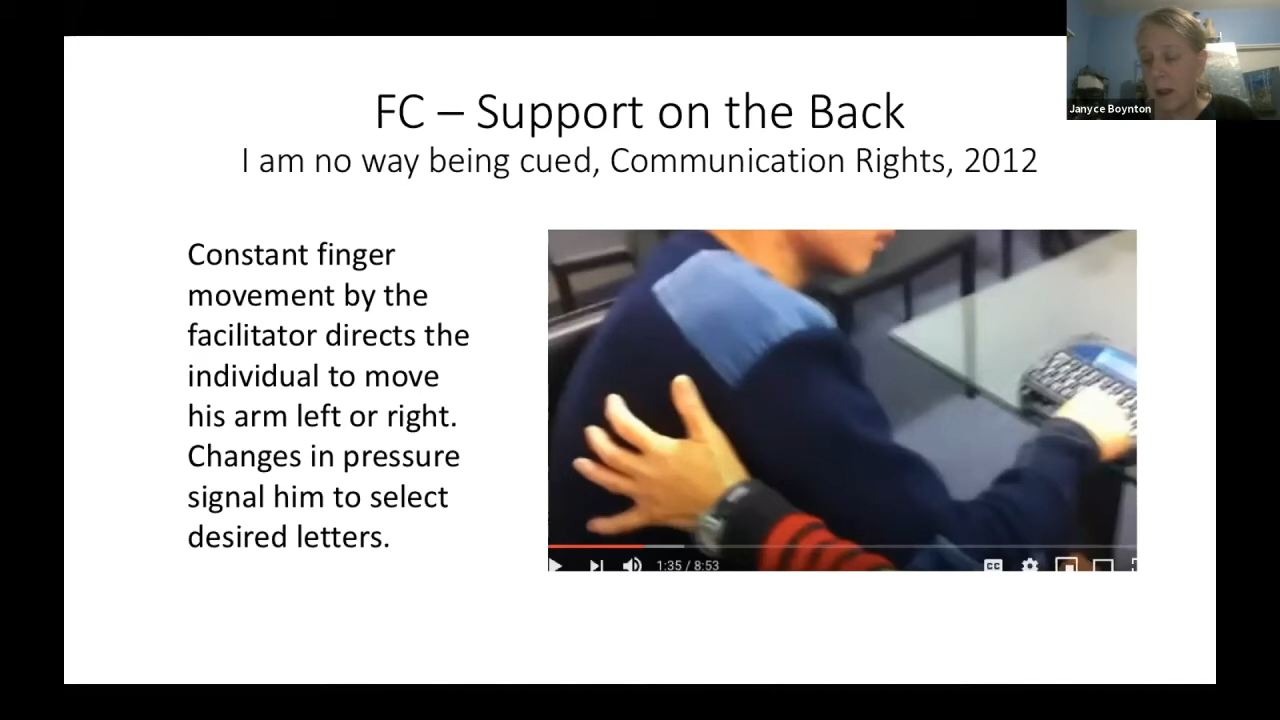 Janyce Boynton
FC – Support on the Back
I am no way being cued, Communication Rights, 2012
Constant finger
movement by the
facilitator directs the
individual to move
his arm left or right.
Changes in pressure
signal him to select
desired letters.
1:35 / 8:53
CC